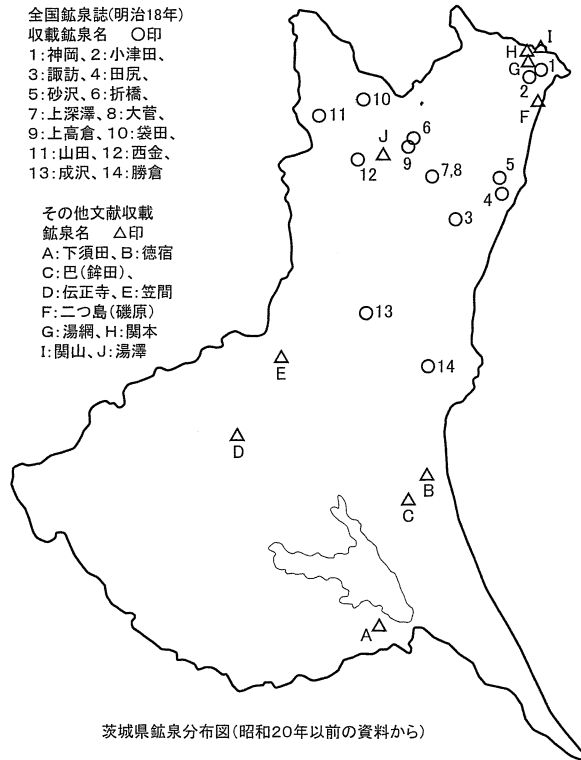 全国鉱泉誌(明治18年)
収載鉱泉名　○印
1:神岡、2:小津田、
3:諏訪、4:田尻、
5:砂沢、6:折橋、
7:上深澤、8:大菅、
9:上高倉、10:袋田、
11:山田、12:西金、
13:成沢、14:勝倉
その他文献収載
鉱泉名　△印
A:下須田、B:徳宿
C:巴(鉾田)、
D:伝正寺、E:笠間
F:二つ島(磯原)
G:湯網、H:関本
I:関山、J:湯澤
I
H
G
1
2
F
10
11
J
6
9
12
7,8
5
4
3
13
14
E
D
B
C
A
茨城県鉱泉分布図(昭和20年以前の資料から)